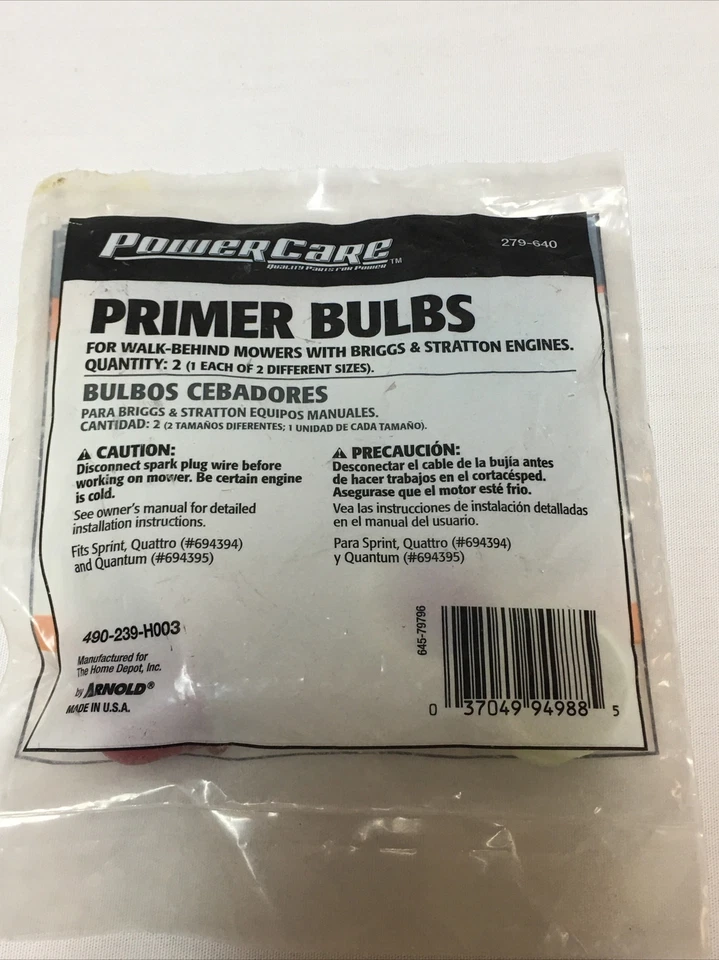 PowerCare™
Quality Parts for Power
279-640
PRIMER BULBS
FOR WALK-BEHIND MOWERS WITH BRIGGS & STRATTON ENGINES.
QUANTITY: 2 (1 EACH OF 2 DIFFERENT SIZES).
BULBOS CEBADORES
PARA BRIGGS & STRATTON EQUIPOS MANUALES.
CANTIDAD: 2 (2 TAMAÑOS DIFERENTES; 1 UNIDAD DE CADA TAMAÑO).
⚠ CAUTION:
Disconnect spark plug wire before
working on mower. Be certain engine
is cold.
See owner's manual for detailed
installation instructions.
Fits Sprint, Quattro (#694394)
and Quantum (#694395)
⚠ PRECAUCIÓN:
Desconectar el cable de la bujía antes
de hacer trabajos en el cortacésped.
Asegurase que el motor esté frio.
Vea las instrucciones de instalación detalladas
en el manual del usuario.
Para Sprint, Quattro (#694394)
y Quantum (#694395)
490-239-H003
Manufactured for
The Home Depot, Inc.
by ARNOLD®
MADE IN U.S.A.
645-79796
0 37049 94988 5